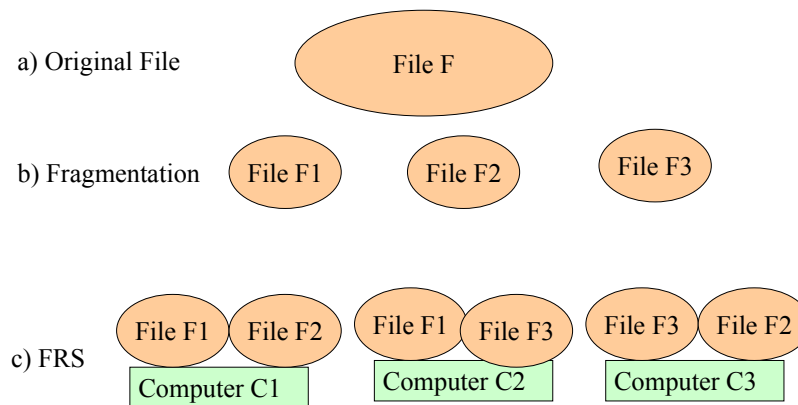 a) Original File
File F
b) Fragmentation
File F1
File F2
File F3
c) FRS
File F1
File F2
Computer C1
File F1
File F3
Computer C2
File F3
File F2
Computer C3